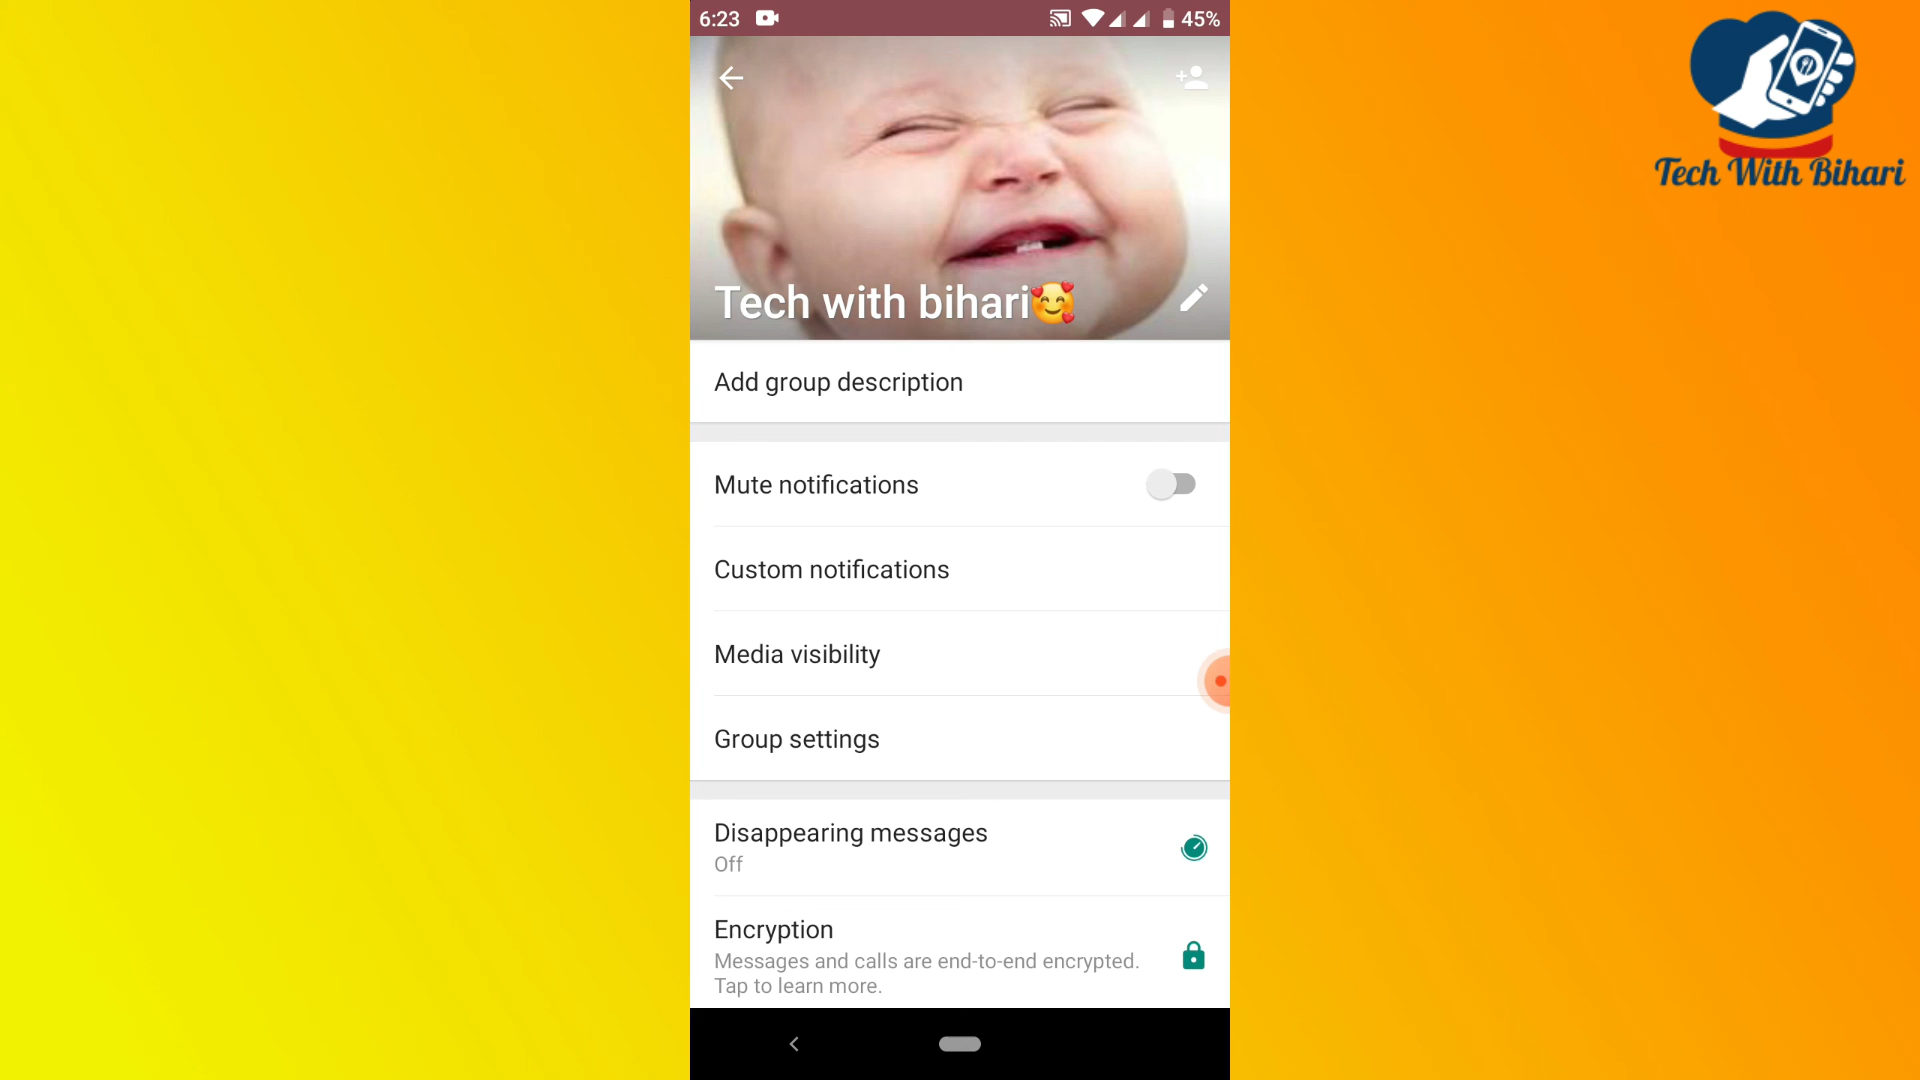 6:23
45%
Tech With Bihari
Tech with bihari🥰
Add group description
Mute notifications
Custom notifications
Media visibility
Group settings
Disappearing messages
Off
Encryption
Messages and calls are end-to-end encrypted.
Tap to learn more.